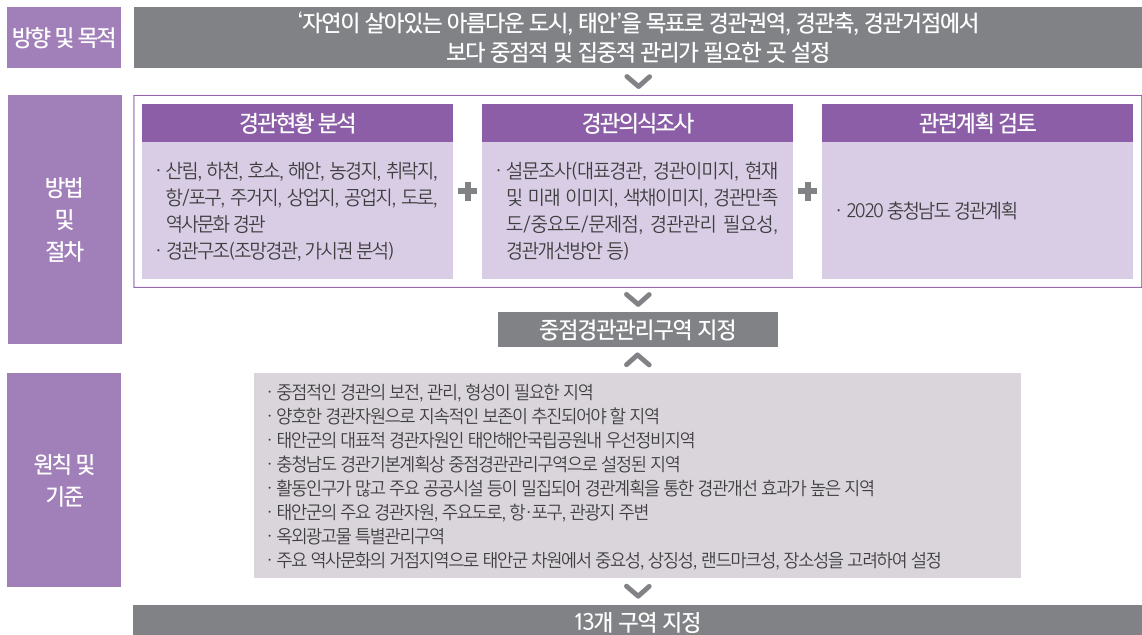 방향 및 목적
‘자연이 살아있는 아름다운 도시, 태안’을 목표로 경관권역, 경관축, 경관거점에서
보다 중점적 및 집중적 관리가 필요한 곳 설정
방법
및
절차
경관현황 분석
· 산림, 하천, 호소, 해안, 농경지, 취락지,
항/포구, 주거지, 상업지, 공업지, 도로,
역사문화 경관
· 경관구조(조망경관, 가시권 분석)
경관의식조사
· 설문조사(대표경관, 경관이미지, 현재
및 미래 이미지, 색채이미지, 경관만족
도/중요도/문제점, 경관관리 필요성,
경관개선방안 등)
관련계획 검토
· 2020 충청남도 경관계획
중점경관관리구역 지정
원칙 및
기준
· 중점적인 경관의 보전, 관리, 형성이 필요한 지역
· 양호한 경관자원으로 지속적인 보존이 추진되어야 할 지역
· 태안군의 대표적 경관자원인 태안해안국립공원내 우선정비지역
· 충청남도 경관기본계획상 중점경관관리구역으로 설정된 지역
· 활동인구가 많고 주요 공공시설 등이 밀집되어 경관계획을 통한 경관개선 효과가 높은 지역
· 태안군의 주요 경관자원, 주요도로, 항·포구, 관광지 주변
· 옥외광고물 특별관리구역
· 주요 역사문화의 거점지역으로 태안군 차원에서 중요성, 상징성, 랜드마크성, 장소성을 고려하여 설정
13개 구역 지정